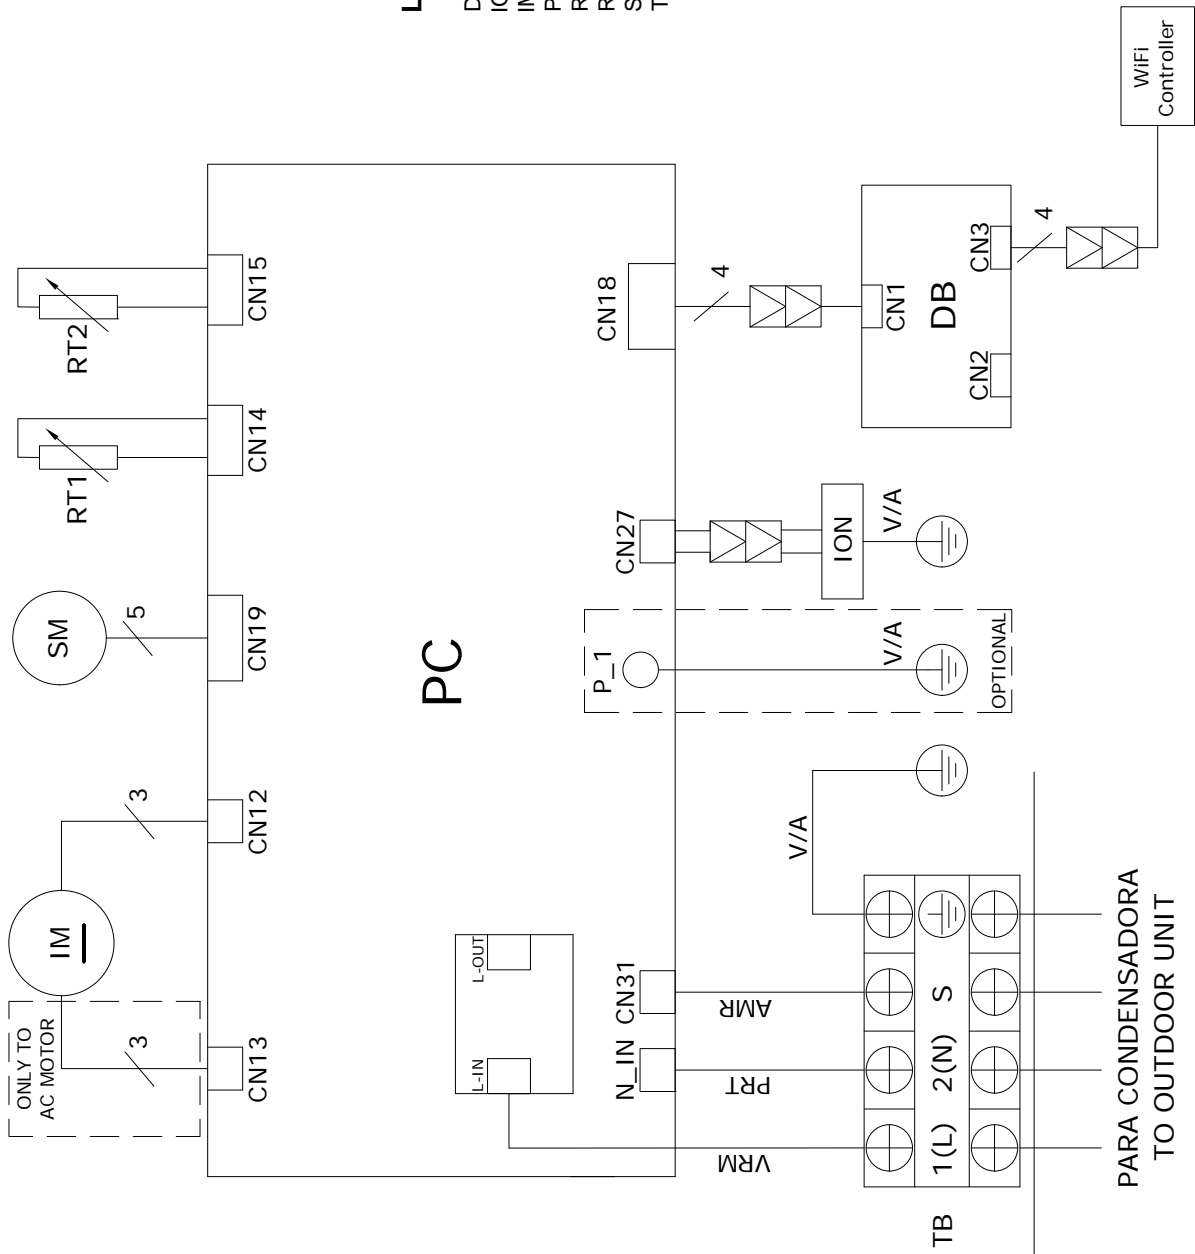 L
D
IC
IM
P
R
R
S
T
WiFi
Controller
RT2
CN15
RT1
CN14
SM
5
CN19
IM
3
CN12
ONLY TO
AC MOTOR
3
CN13
PC
L-IN
L-OUT
N_IN
CN31
P_1
CN27
CN18
VRM
PRT
AMR
V/A
V/A
OPTIONAL
ION
V/A
4
CN1
DB
CN2
CN3
4
TB
1(L)
2(N)
S
PARA CONDENSADORA
TO OUTDOOR UNIT